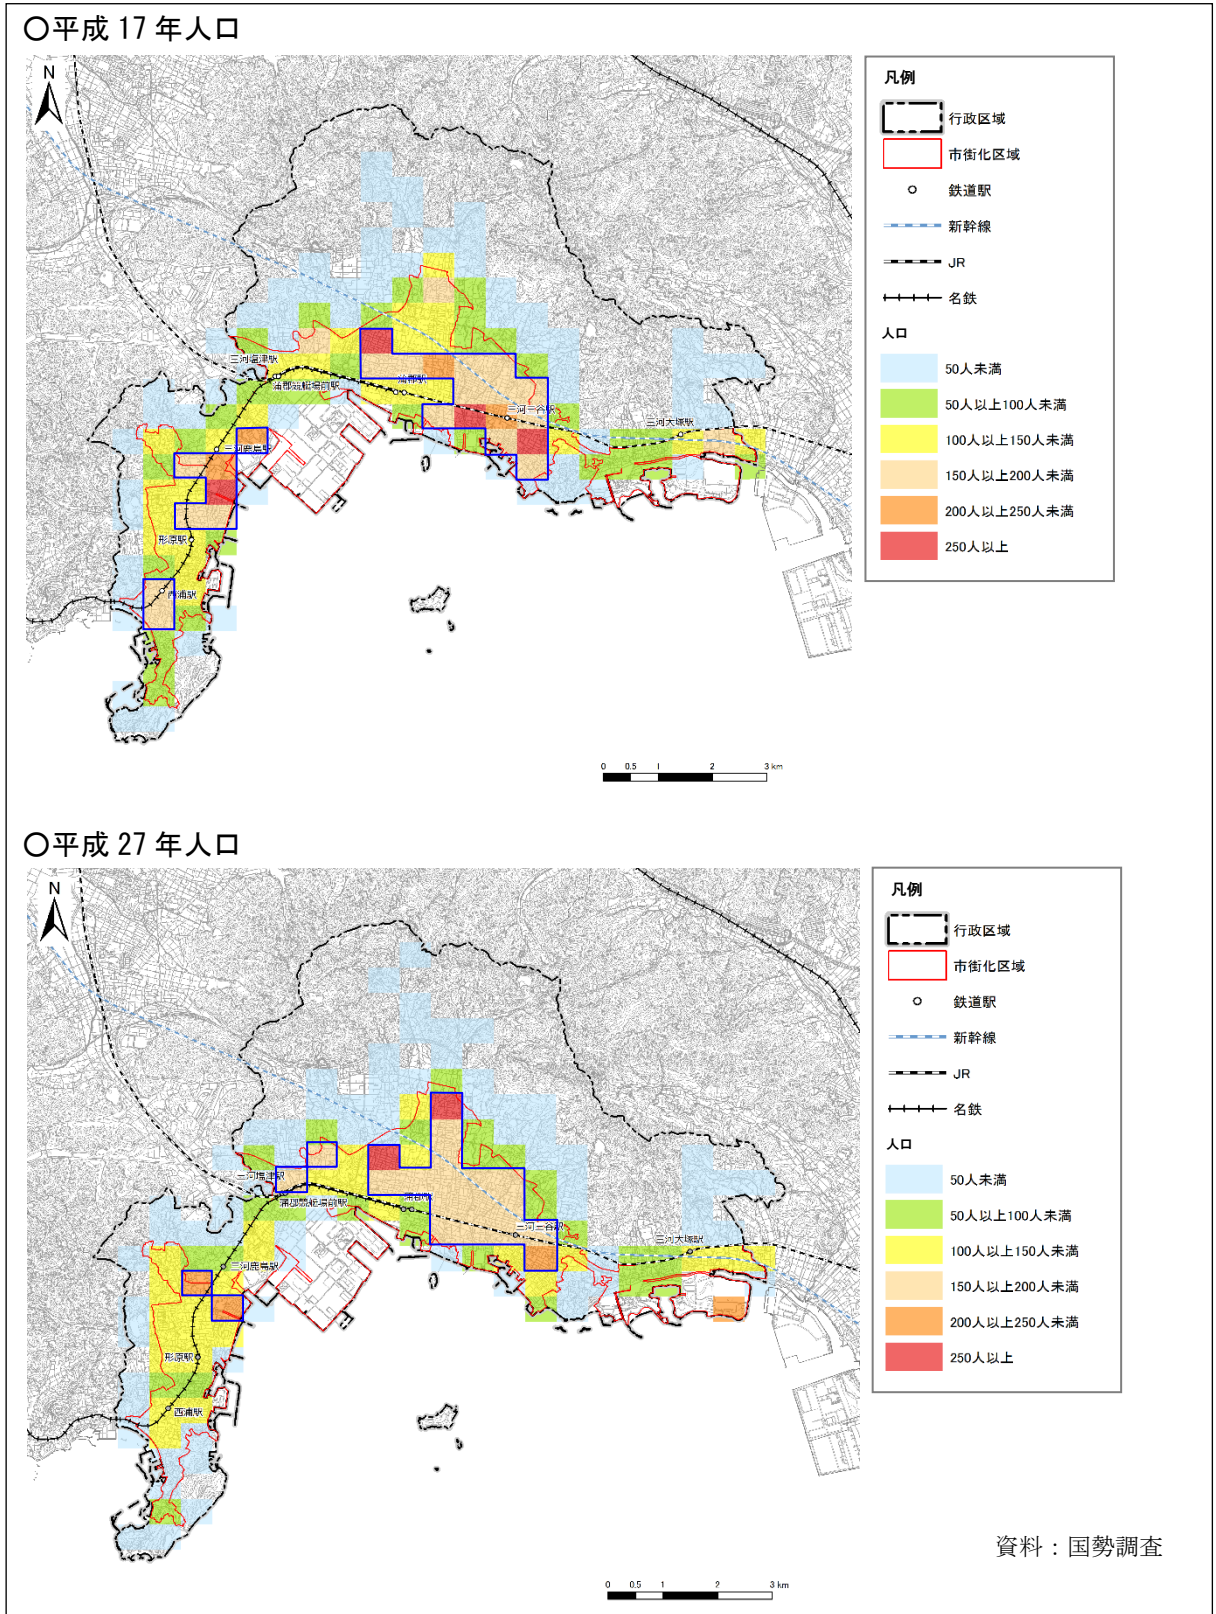 〇平成 17 年人口
N
三河塩津駅
蒲郡競艇場前駅
蒲郡駅
三河三谷駅
三河大塚駅
三河鹿島駅
形原駅
西浦駅
0 0.5 1 2 3 km
凡例
行政区域
市街化区域
鉄道駅
新幹線
JR
名鉄
人口
50人未満
50人以上100人未満
100人以上150人未満
150人以上200人未満
200人以上250人未満
250人以上
〇平成 27 年人口
N
三河塩津駅
蒲郡競艇場前駅
蒲郡駅
三河三谷駅
三河大塚駅
三河鹿島駅
形原駅
西浦駅
0 0.5 1 2 3 km
凡例
行政区域
市街化区域
鉄道駅
新幹線
JR
名鉄
人口
50人未満
50人以上100人未満
100人以上150人未満
150人以上200人未満
200人以上250人未満
250人以上
資料：国勢調査